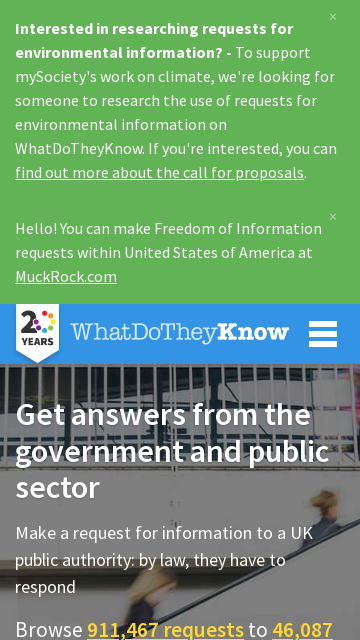 ×
Interested in researching requests for
environmental information? - To support
mySociety's work on climate, we're looking for
someone to research the use of requests for
environmental information on
WhatDoTheyKnow. If you're interested, you can
find out more about the call for proposals.
×
Hello! You can make Freedom of Information
requests within United States of America at
MuckRock.com
20 YEARS WhatDoTheyKnow
Get answers from the
government and public
sector
Make a request for information to a UK
public authority: by law, they have to
respond
Browse 911,467 requests to 46,087